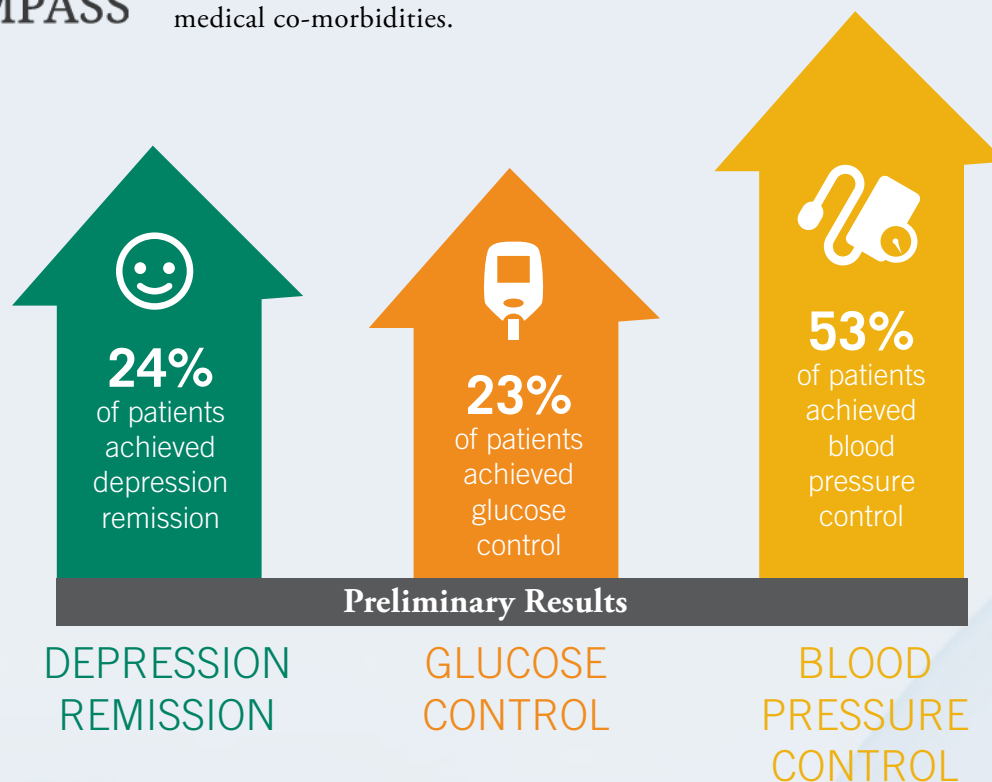 MPASS
medical co-morbidities.
24%
of patients
achieved
depression
remission
23%
of patients
achieved
glucose
control
53%
of patients
achieved
blood
pressure
control
Preliminary Results
DEPRESSION
REMISSION
GLUCOSE
CONTROL
BLOOD
PRESSURE
CONTROL